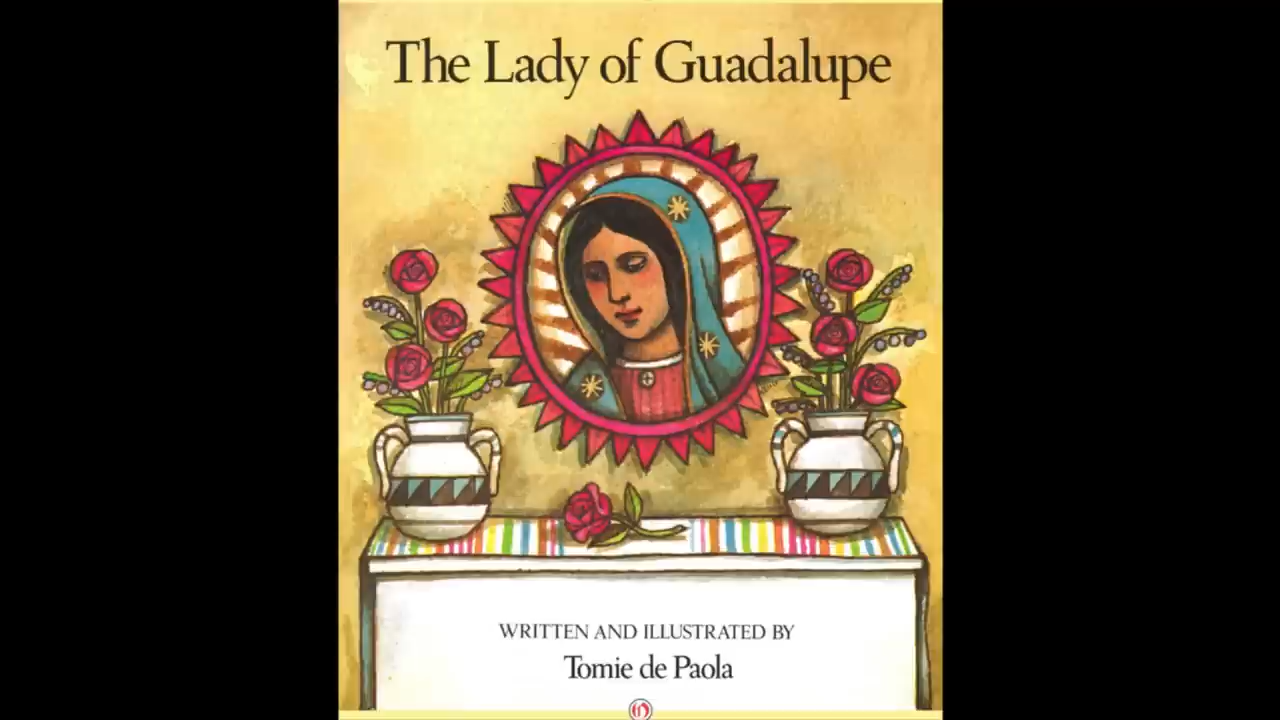 The Lady of Guadalupe
WRITTEN AND ILLUSTRATED BY
Tomie de Paola